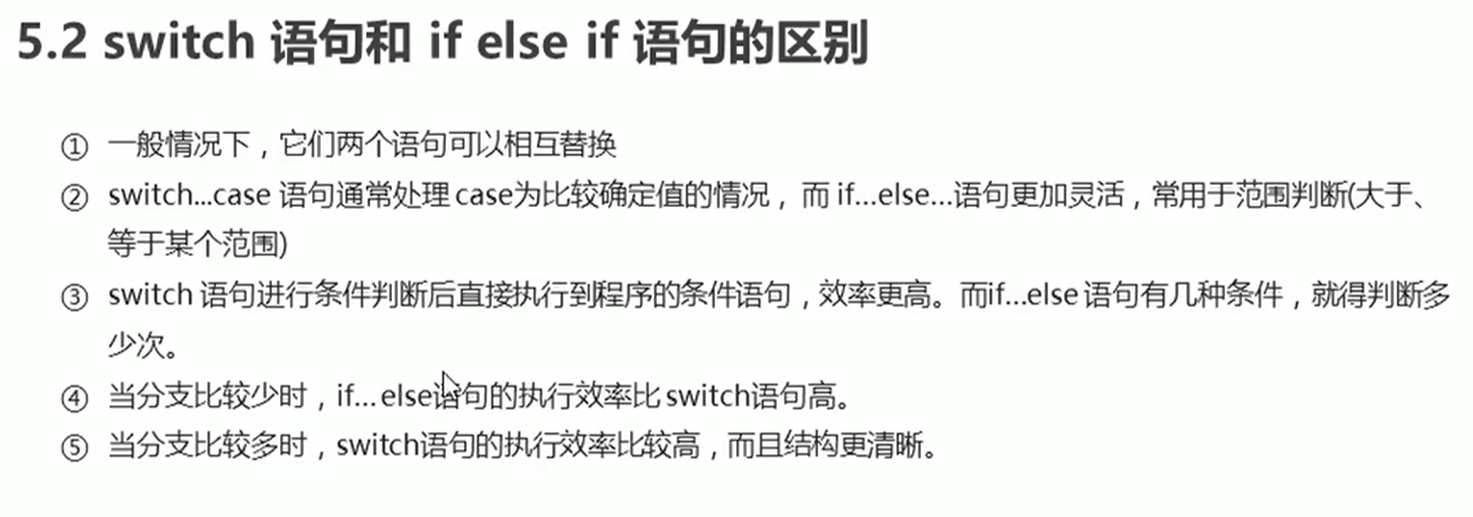 5.2 switch 语句和 if else if 语句的区别
① 一般情况下，它们两个语句可以相互替换
② switch...case 语句通常处理 case为比较确定值的情况，而 if...else...语句更加灵活，常用于范围判断(大于、
等于某个范围)
③ switch 语句进行条件判断后直接执行到程序的条件语句，效率更高。而if...else 语句有几种条件，就得判断多
少次。
④ 当分支比较少时，if... else语句的执行效率比 switch语句高。
⑤ 当分支比较多时，switch语句的执行效率比较高，而且结构更清晰。